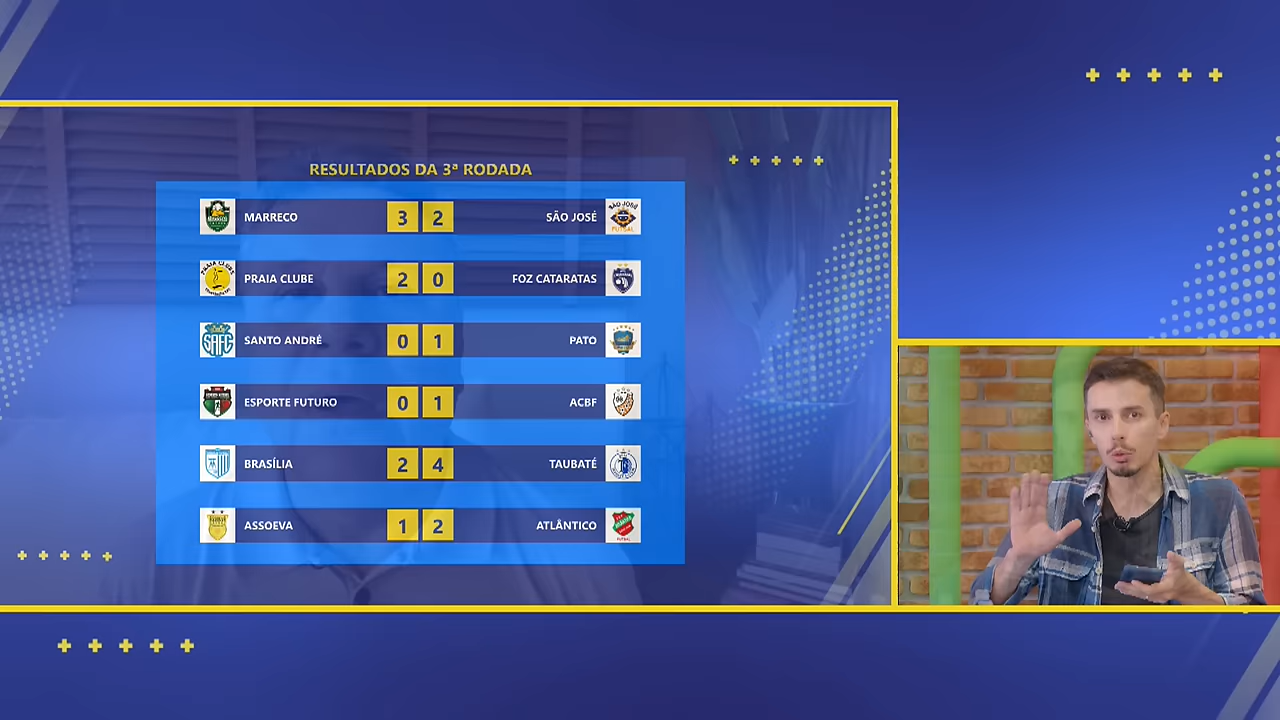 RESULTADOS DA 3ª RODADA
MARRECO 3 2 SÃO JOSÉ
PRAIA CLUBE 2 0 FOZ CATARATAS
SANTO ANDRÉ 0 1 PATO
ESPORTE FUTURO 0 1 ACBF
BRASÍLIA 2 4 TAUBATÉ
ASSOEVA 1 2 ATLÂNTICO